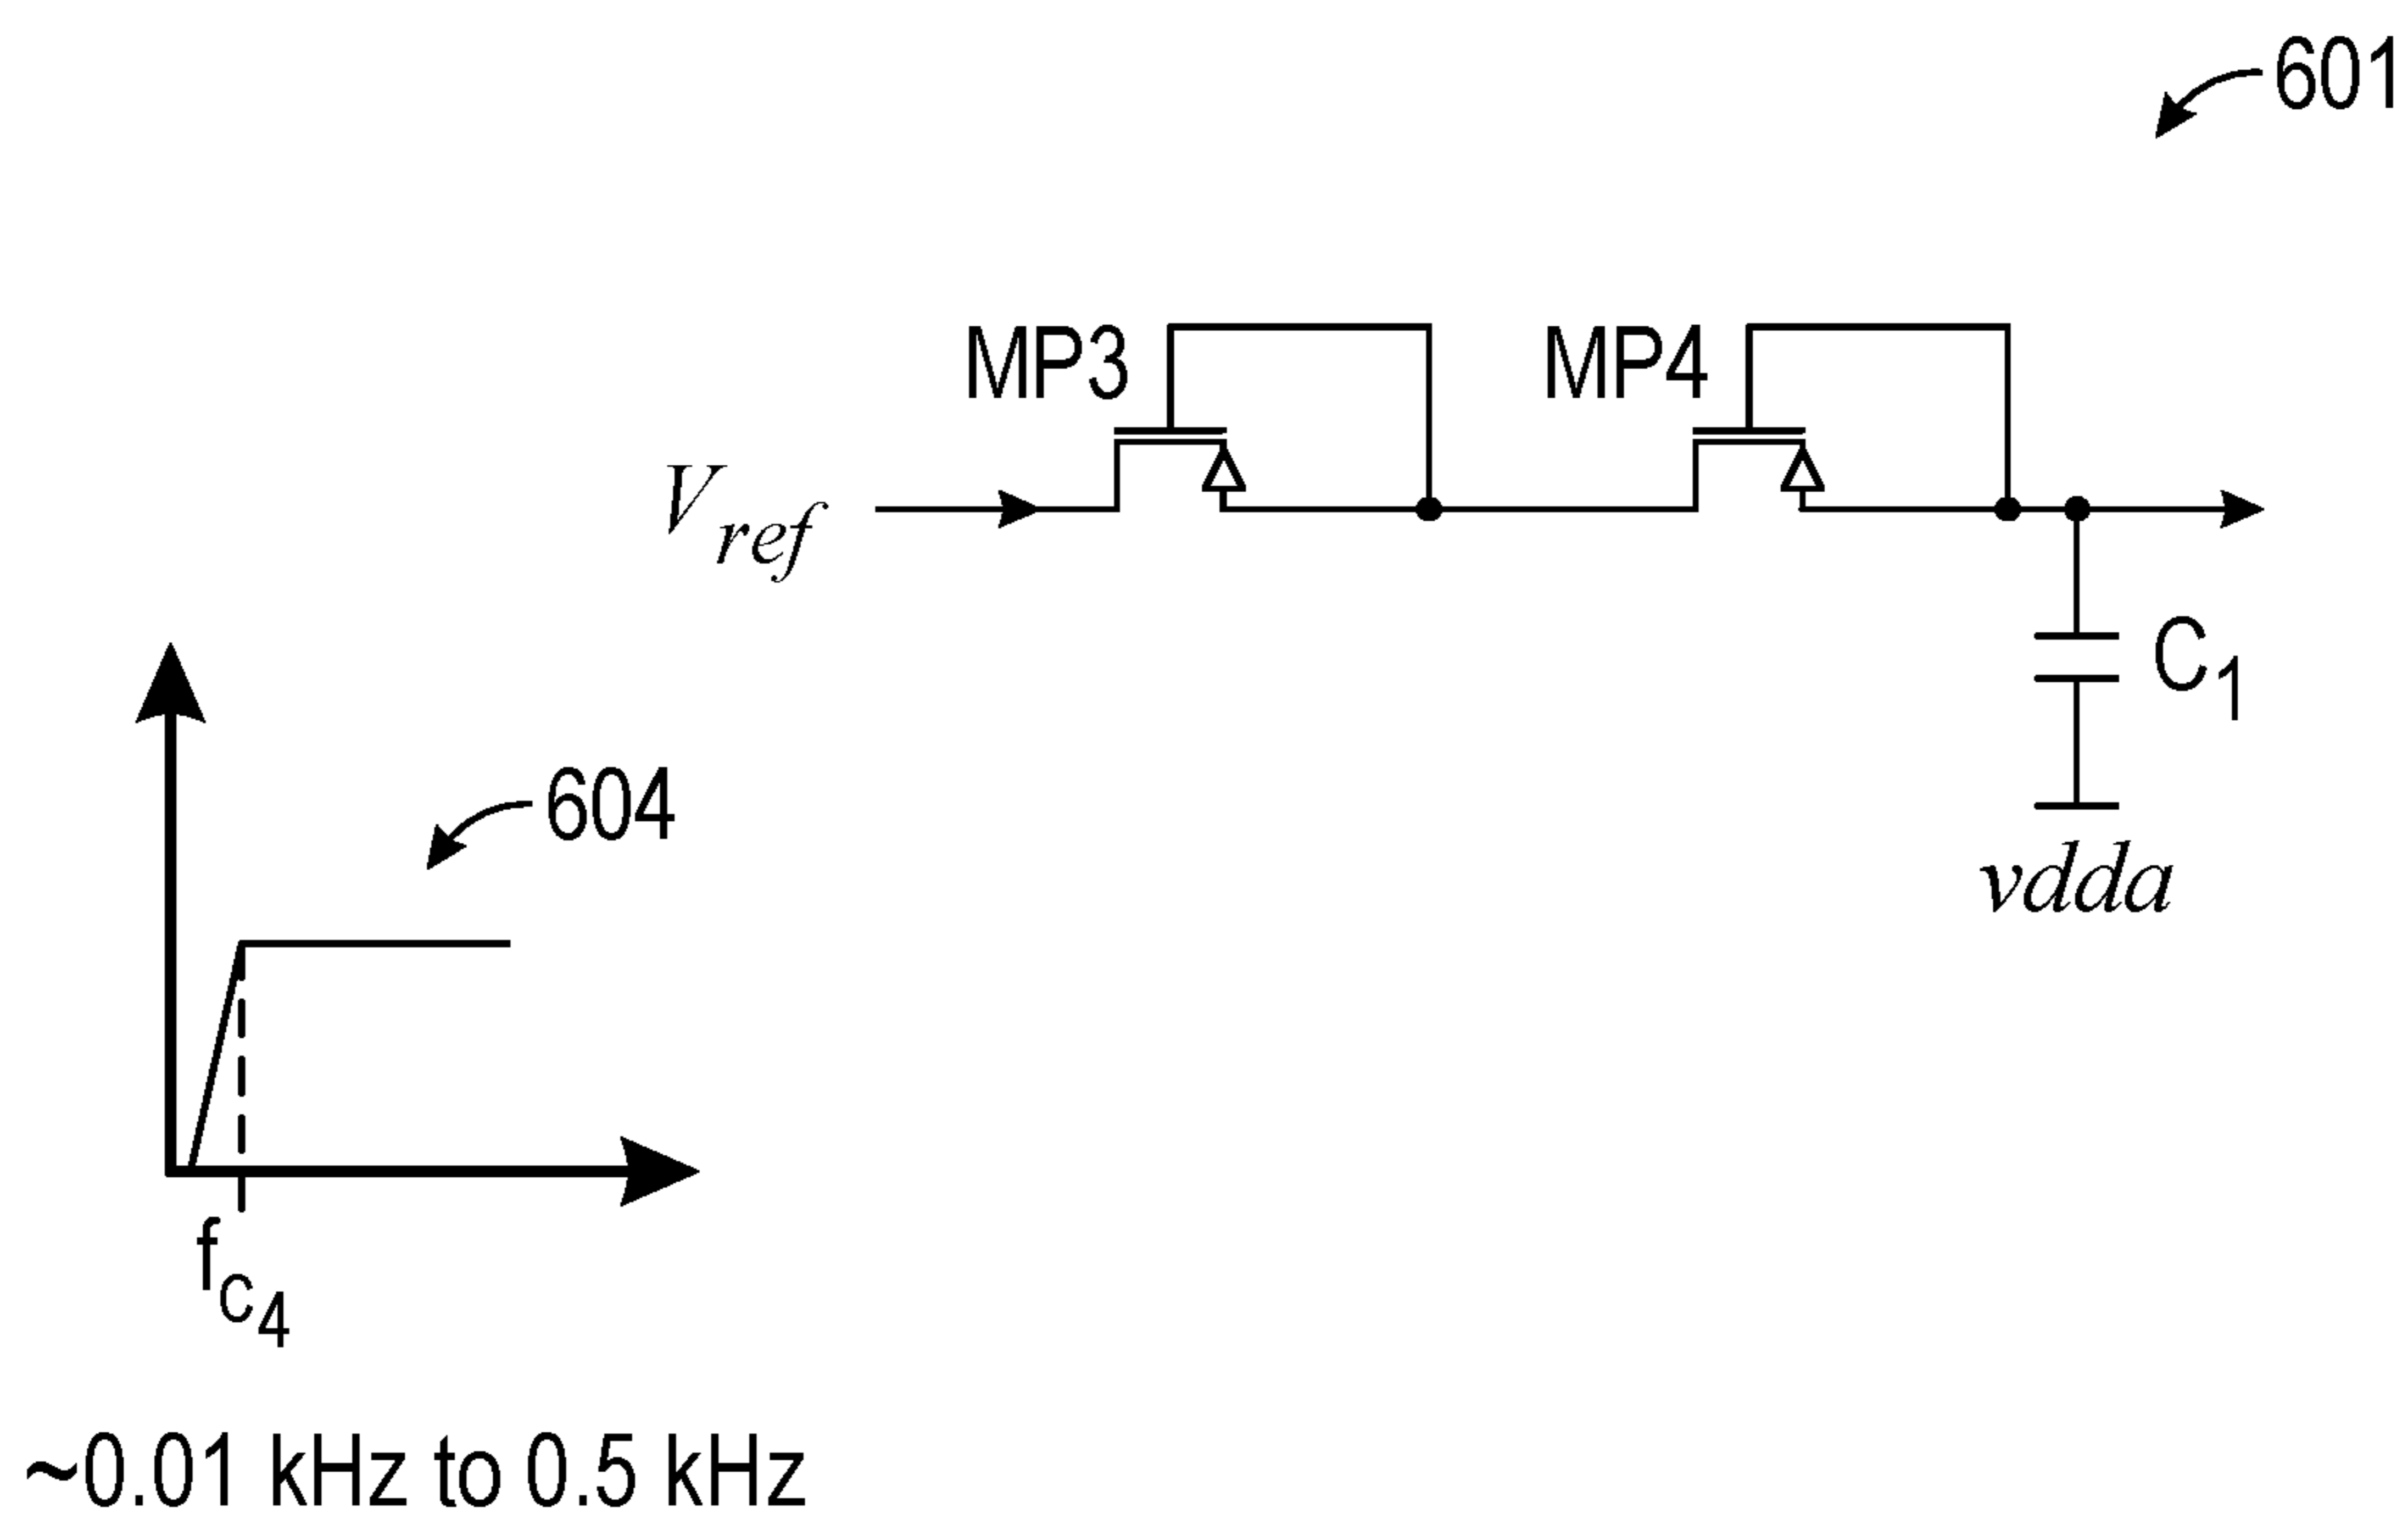 601
MP3
MP4
Vref
C1
604
vdda
fc4
~0.01 kHz to 0.5 kHz